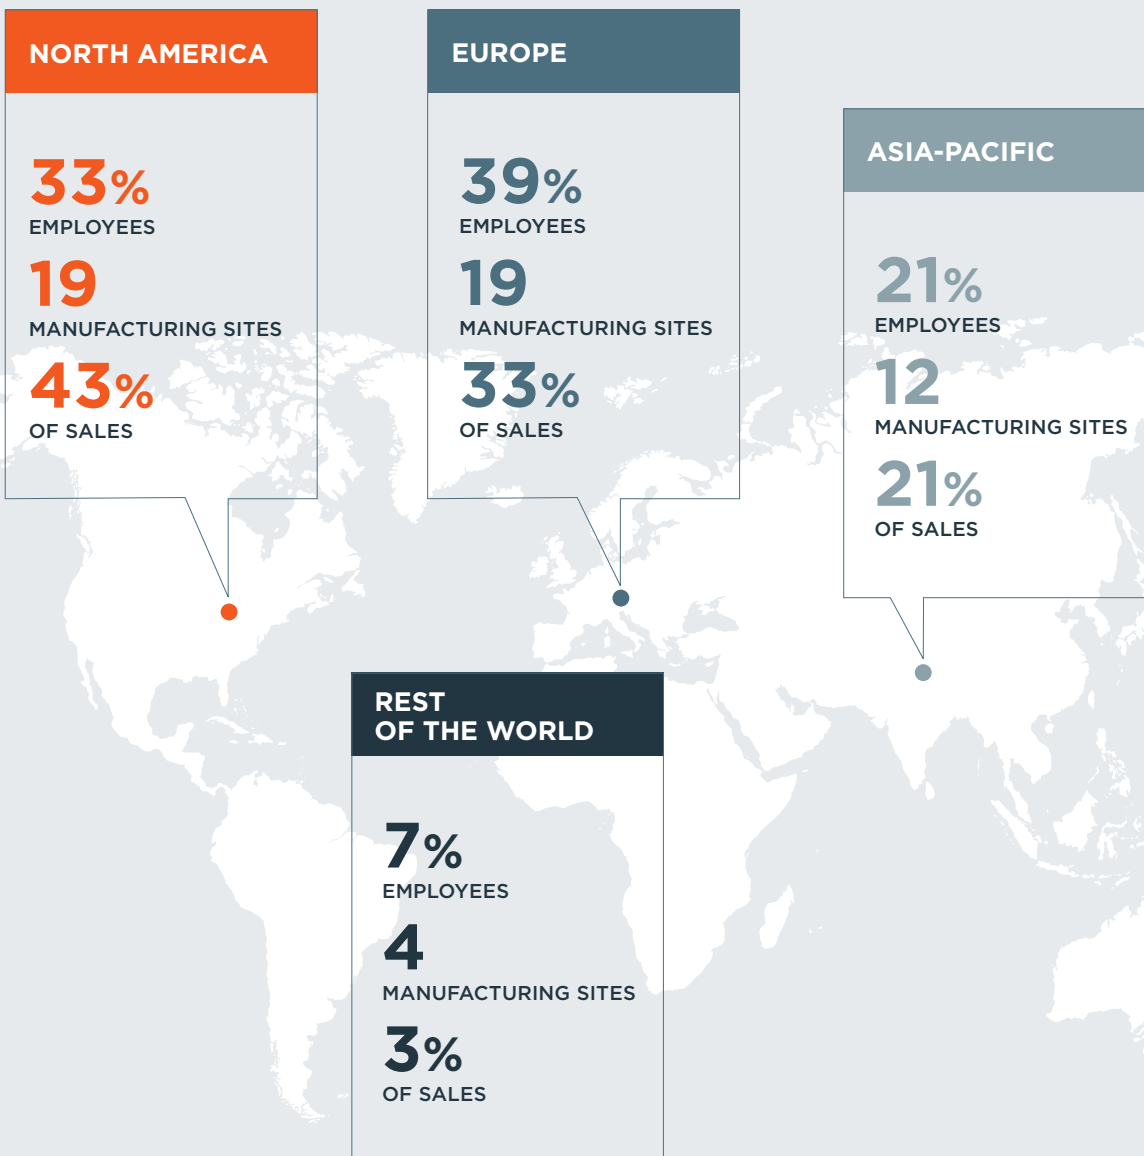 NORTH AMERICA
33%
EMPLOYEES
19
MANUFACTURING SITES
43%
OF SALES
EUROPE
39%
EMPLOYEES
19
MANUFACTURING SITES
33%
OF SALES
ASIA-PACIFIC
21%
EMPLOYEES
12
MANUFACTURING SITES
21%
OF SALES
REST
OF THE WORLD
7%
EMPLOYEES
4
MANUFACTURING SITES
3%
OF SALES